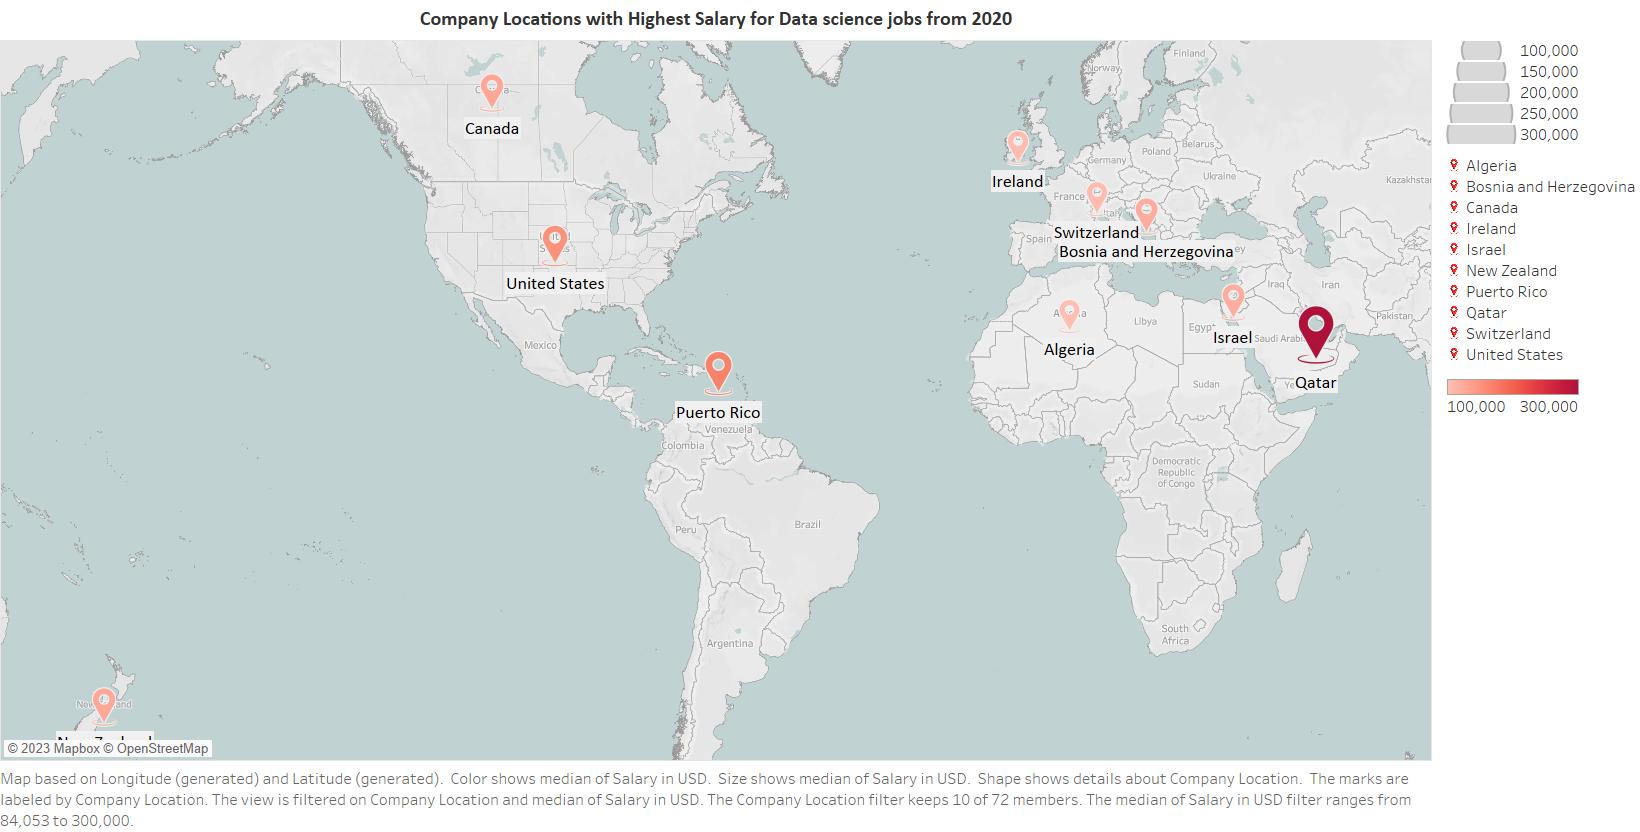 Company Locations with Highest Salary for Data science jobs from 2020
Finland
Norway
Canada
Belarus
Poland
Germany
Ireland
Ukraine
Kazakhsta
France
Italy
Switzerland
Spain
Bosnia and Herzegovina
ey
United States
Iraq
Iran
Algeria
Libya
Egypt
Israel
Saudi Arabi
Pakistan
Mexico
Qatar
Sudan
Ye
Puerto Rico
Venezuela
Colombia
Democratic
Republic
of Congo
Brazil
Peru
South
Africa
Argentina
New Zealand
© 2023 Mapbox © OpenStreetMap
100,000
150,000
200,000
250,000
300,000
Algeria
Bosnia and Herzegovina
Canada
Ireland
Israel
New Zealand
Puerto Rico
Qatar
Switzerland
United States
100,000 300,000
Map based on Longitude (generated) and Latitude (generated). Color shows median of Salary in USD. Size shows median of Salary in USD. Shape shows details about Company Location. The marks are
labeled by Company Location. The view is filtered on Company Location and median of Salary in USD. The Company Location filter keeps 10 of 72 members. The median of Salary in USD filter ranges from
84,053 to 300,000.